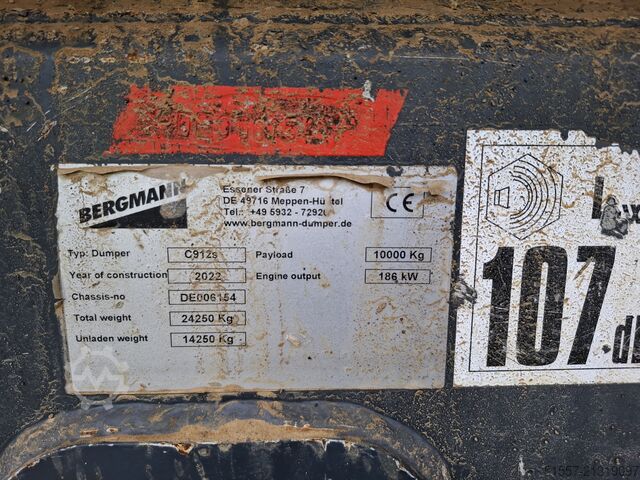 BERGMANN
Essener Straße 7
DE 49716 Meppen-Hü tel
Tel.: +49 5932 - 7292
www.bergmann-dumper.de
CE
Typ: Dumper C912s Payload 10000 Kg
Year of construction 2022 Engine output 186 kW
Chassis-no DE006154
Total weight 24250 Kg
Unladen weight 14250 Kg
107